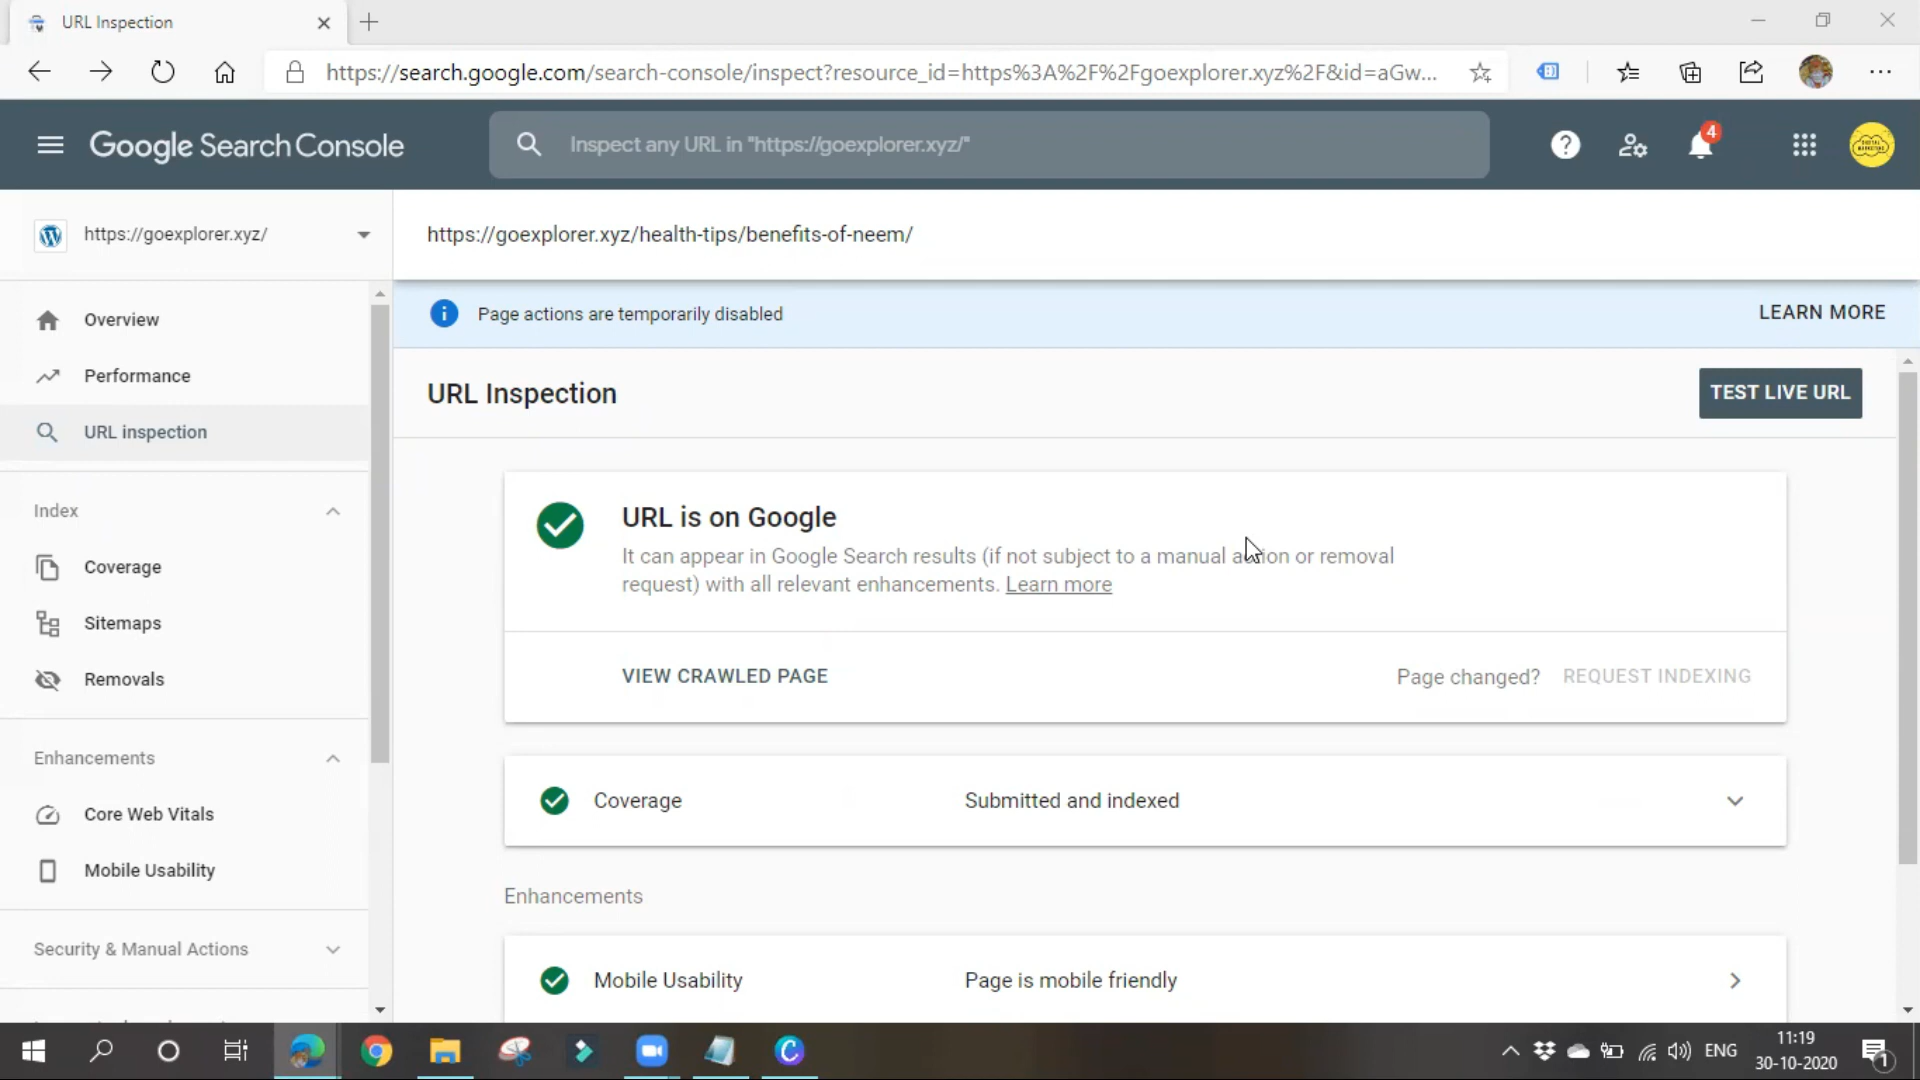 URL Inspection
https://search.google.com/search-console/inspect?resource_id=https%3A%2F%2Fgoexplorer.xyz%2F&id=aGw...
Google Search Console
Inspect any URL in "https://goexplorer.xyz/"
4
https://goexplorer.xyz/
https://goexplorer.xyz/health-tips/benefits-of-neem/
Page actions are temporarily disabled
LEARN MORE
Overview
Performance
URL inspection
Index
Coverage
Sitemaps
Removals
Enhancements
Core Web Vitals
Mobile Usability
Security & Manual Actions
URL Inspection
TEST LIVE URL
URL is on Google
It can appear in Google Search results (if not subject to a manual action or removal
request) with all relevant enhancements. Learn more
VIEW CRAWLED PAGE
Page changed? REQUEST INDEXING
Coverage
Submitted and indexed
Enhancements
Mobile Usability
Page is mobile friendly
ENG
11:19
30-10-2020
1